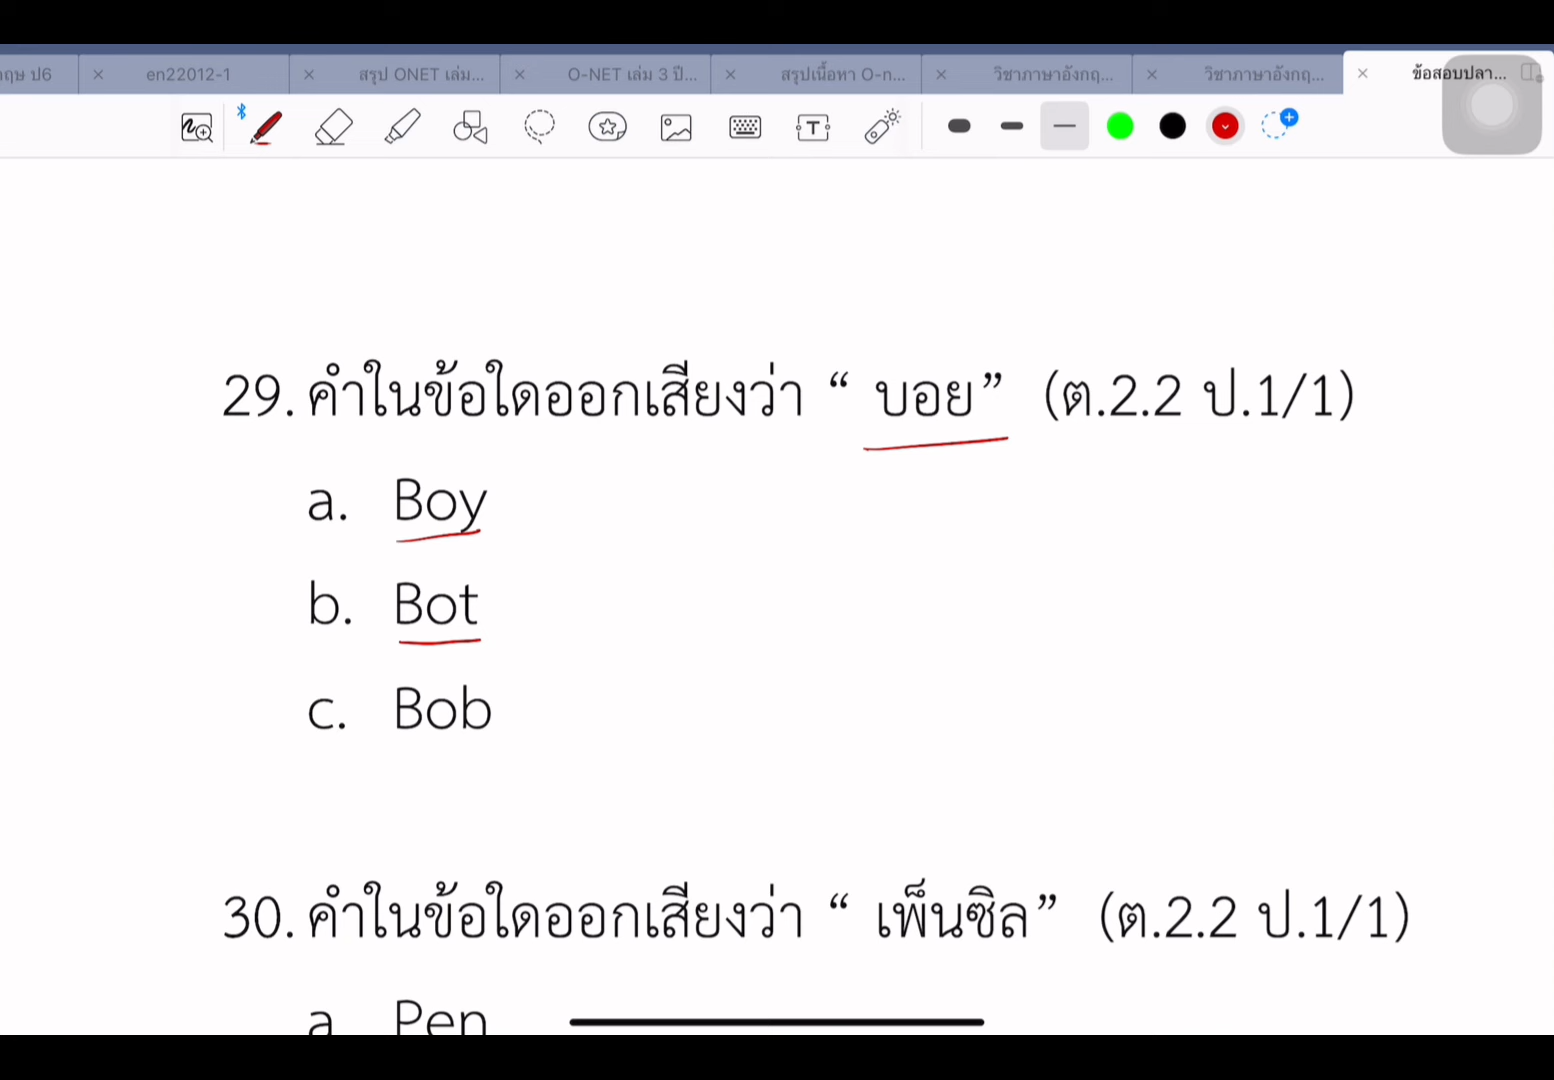 ฤษ ป6
en22012-1
สรุป ONET เล่ม...
O-NET เล่ม 3 ปี...
สรุปเนื้อหา O-n...
วิชาภาษาอังกฤ...
วิชาภาษาอังกฤ...
ข้อสอบปลา...
29. คำในข้อใดออกเสียงว่า “ บอย” (ต.2.2 ป.1/1)
a. Boy
b. Bot
c. Bob
30. คำในข้อใดออกเสียงว่า “ เพ็นซิล” (ต.2.2 ป.1/1)
a Pen